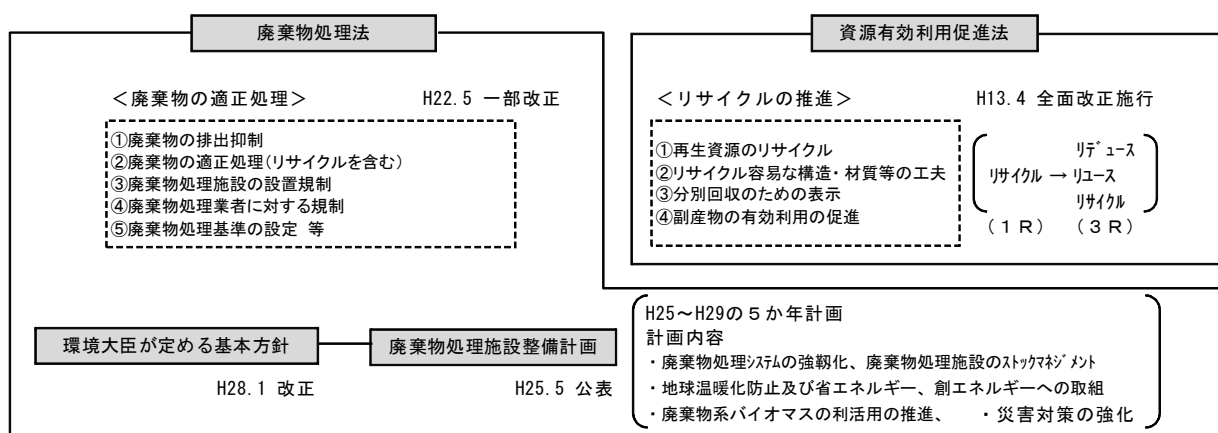 廃棄物処理法
＜廃棄物の適正処理＞ H22.5 一部改正
①廃棄物の排出抑制
②廃棄物の適正処理（リサイクルを含む）
③廃棄物処理施設の設置規制
④廃棄物処理業者に対する規制
⑤廃棄物処理基準の設定 等
資源有効利用促進法
＜リサイクルの推進＞ H13.4 全面改正施行
①再生資源のリサイクル
②リサイクル容易な構造・材質等の工夫
③分別回収のための表示
④副産物の有効利用の促進
ﾘﾃﾞｭｰｽ
ﾘｻｲｸﾙ → ﾘﾕｰｽ
ﾘｻｲｸﾙ
（１Ｒ） （３Ｒ）
環境大臣が定める基本方針
H28.1 改正
廃棄物処理施設整備計画
H25.5 公表
H25～H29の５か年計画
計画内容
・廃棄物処理ｼｽﾃﾑの強靱化、廃棄物処理施設のｽﾄｯｸﾏﾈｼﾞﾒﾝﾄ
・地球温暖化防止及び省エネルギー、創エネルギーへの取組
・廃棄物系バイオマスの利活用の推進、 ・災害対策の強化